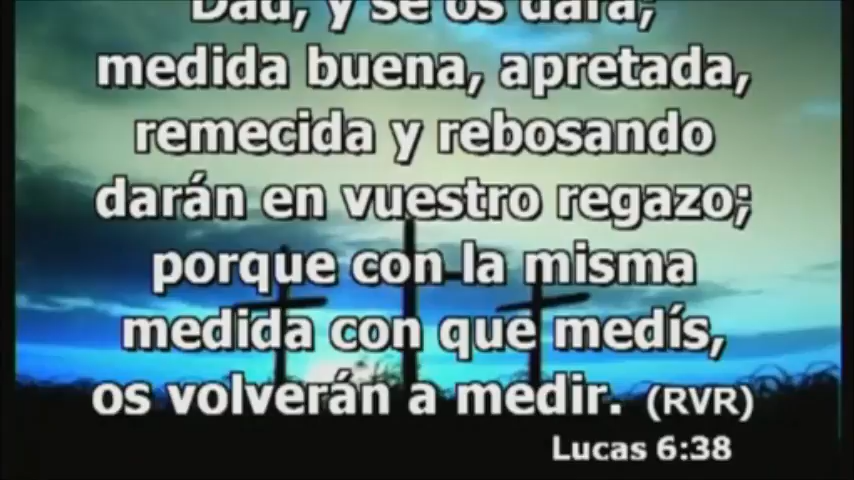 Dad, y se os dará;
medida buena, apretada,
remecida y rebosando
darán en vuestro regazo;
porque con la misma
medida con que medís,
os volverán a medir. (RVR)
Lucas 6:38